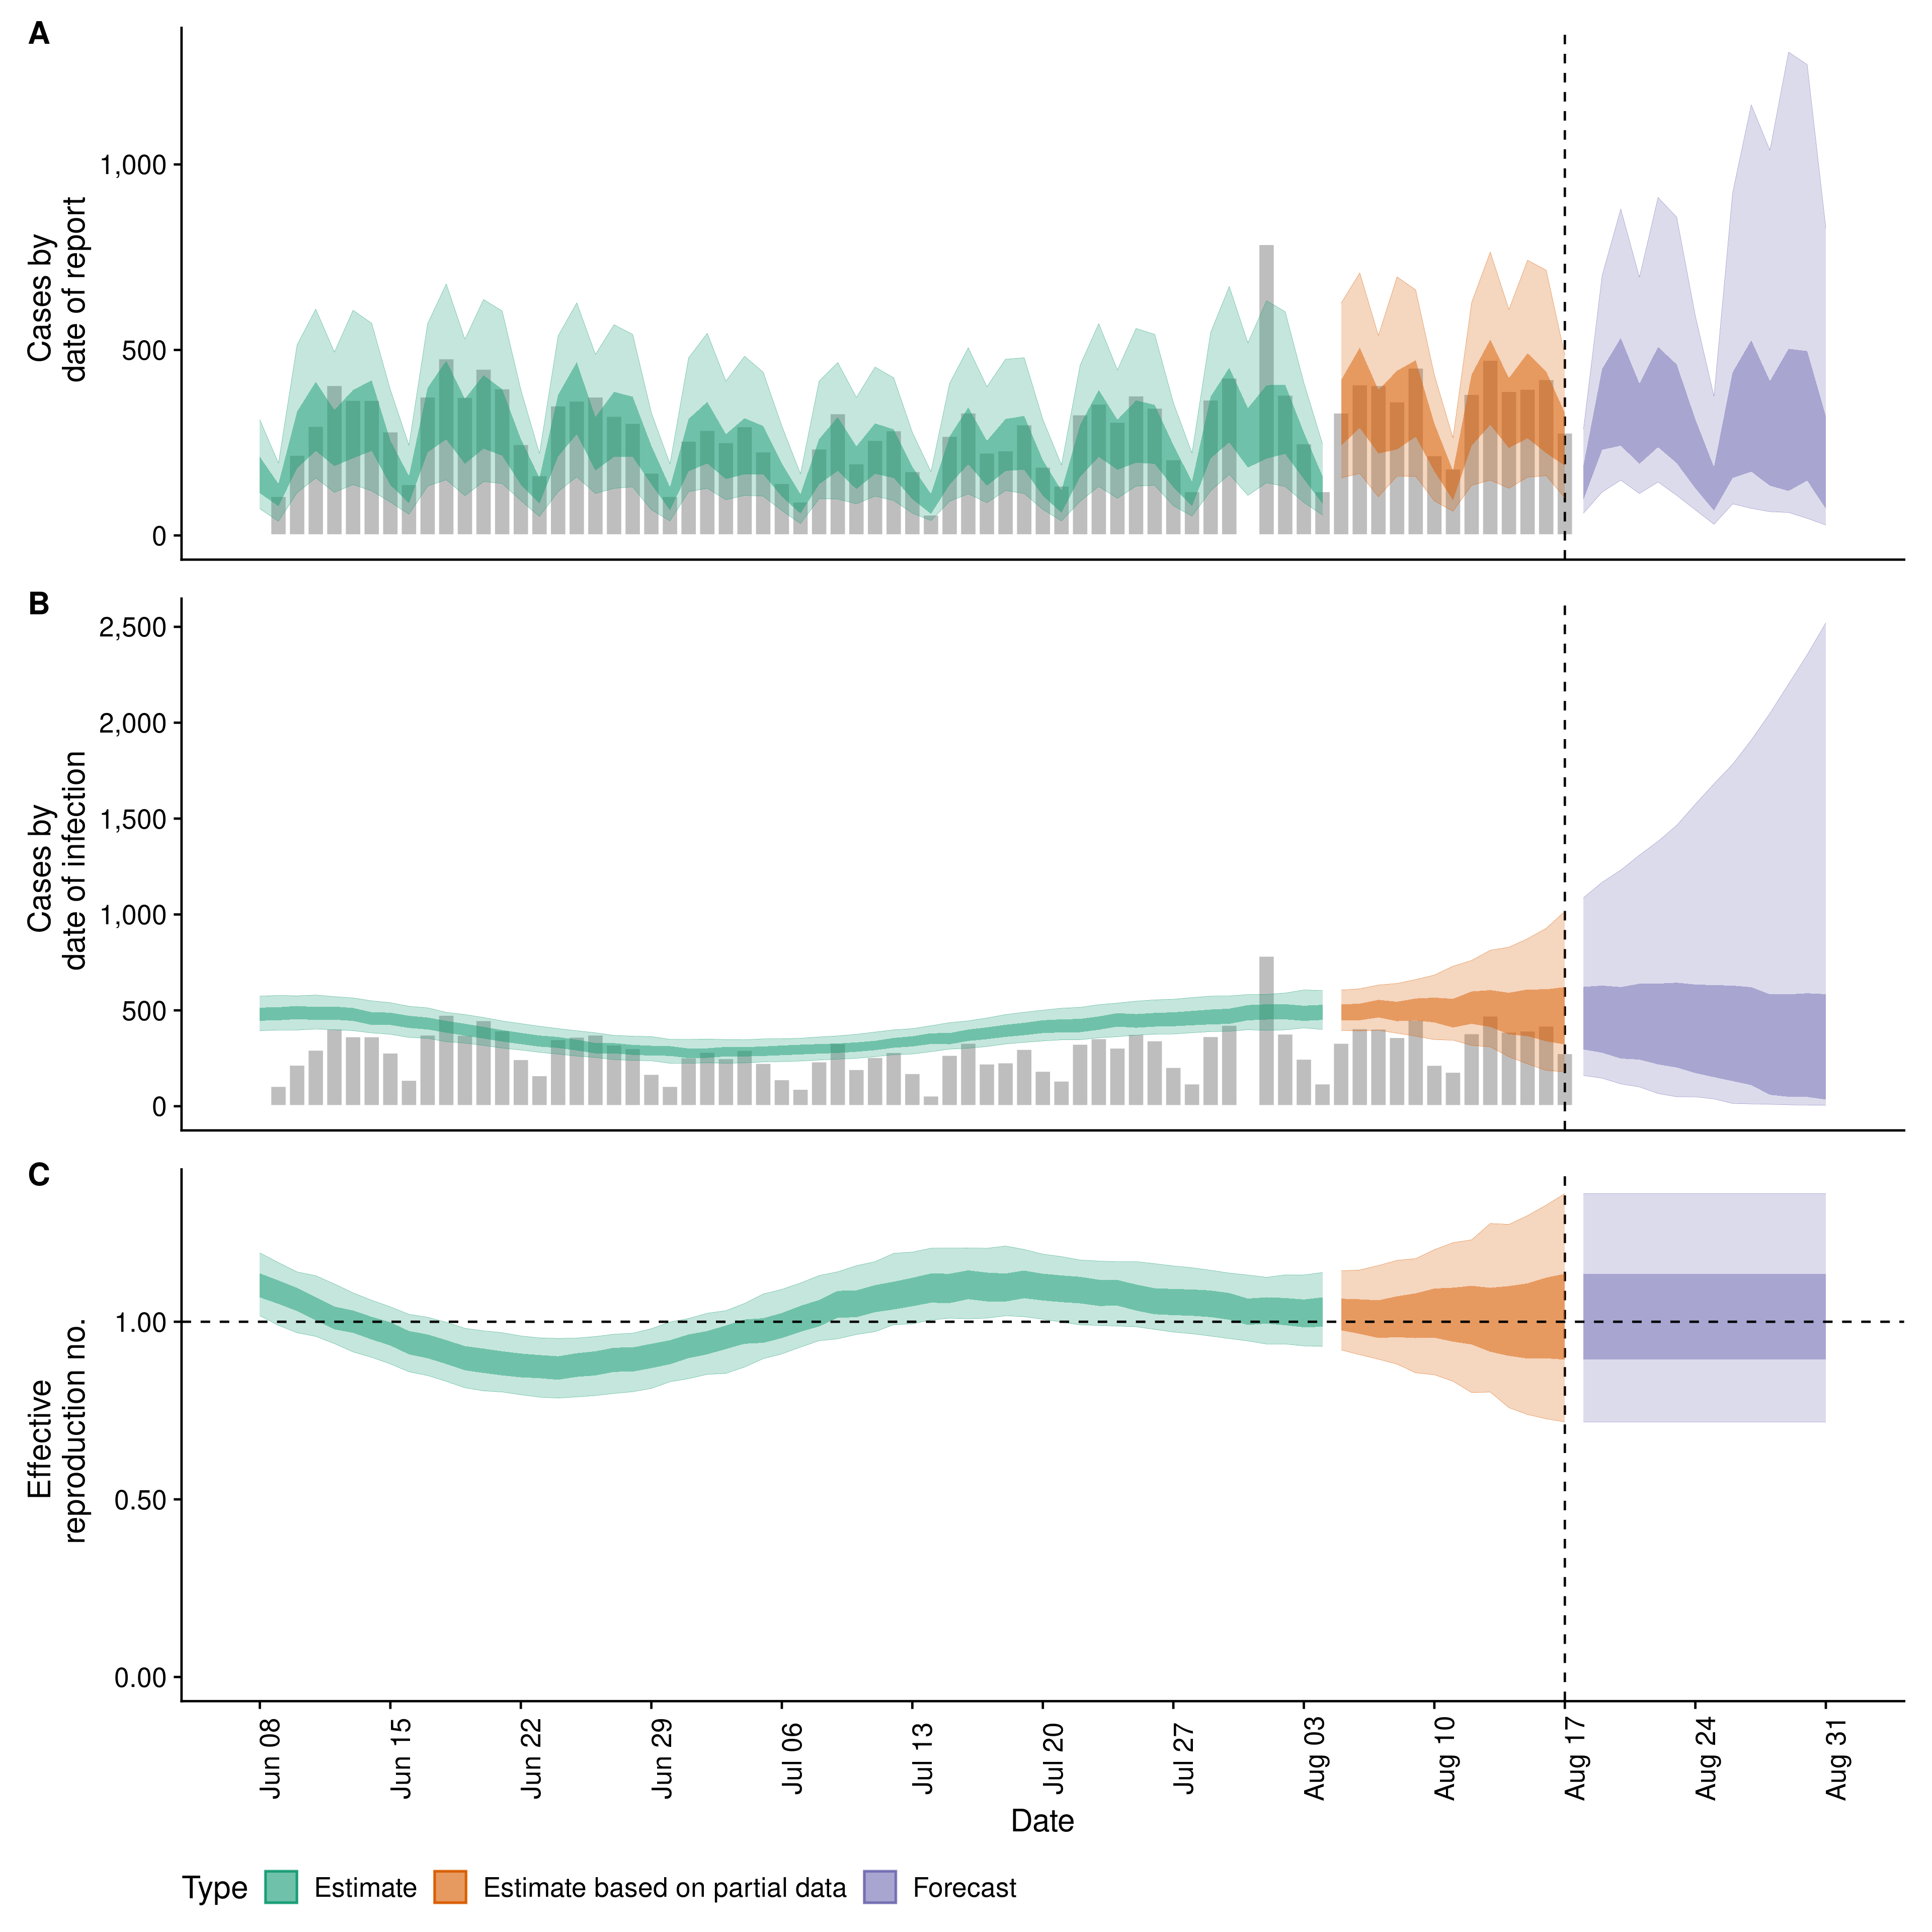 A
Cases by
date of report
1,000
500
0
B
Cases by
date of infection
2,500
2,000
1,500
1,000
500
0
C
Effective
reproduction no.
1.00
0.50
0.00
Jun 08
Jun 15
Jun 22
Jun 29
Jul 06
Jul 13
Jul 20
Jul 27
Aug 03
Aug 10
Aug 17
Aug 24
Aug 31
Date
Type Estimate Estimate based on partial data Forecast